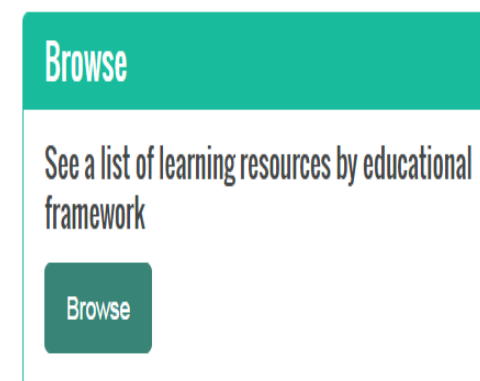 Browse
See a list of learning resources by educational
framework
Browse